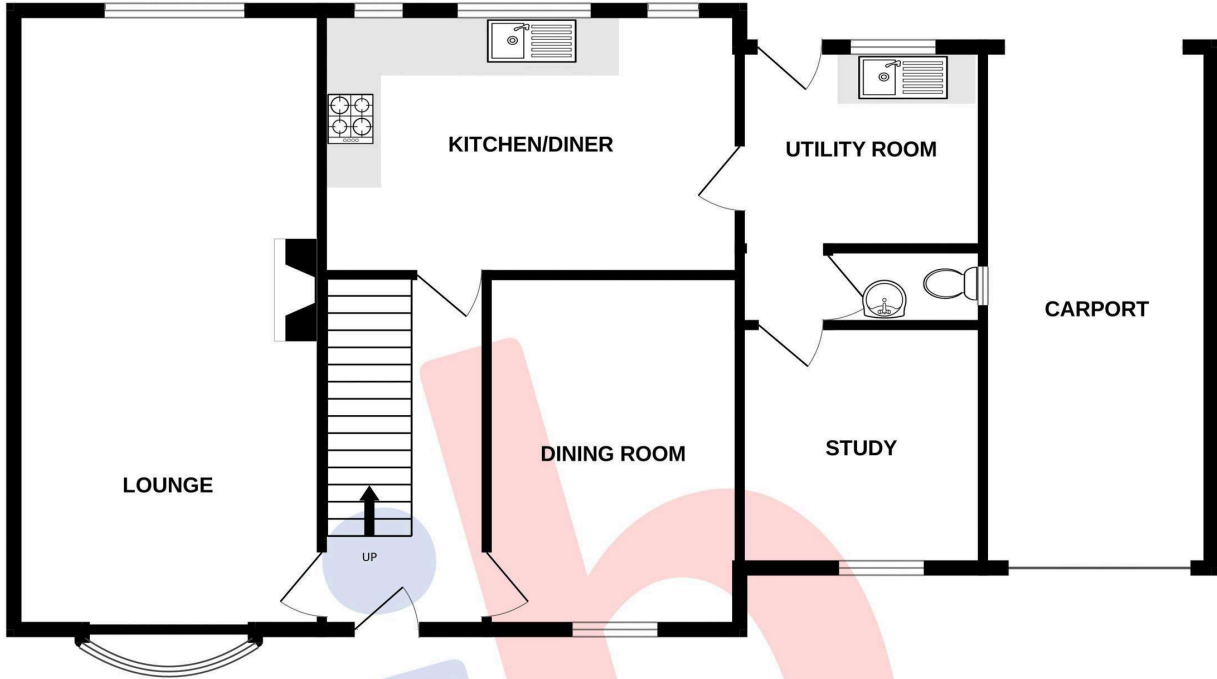 KITCHEN/DINER
UTILITY ROOM
CARPORT
LOUNGE
DINING ROOM
STUDY
UP